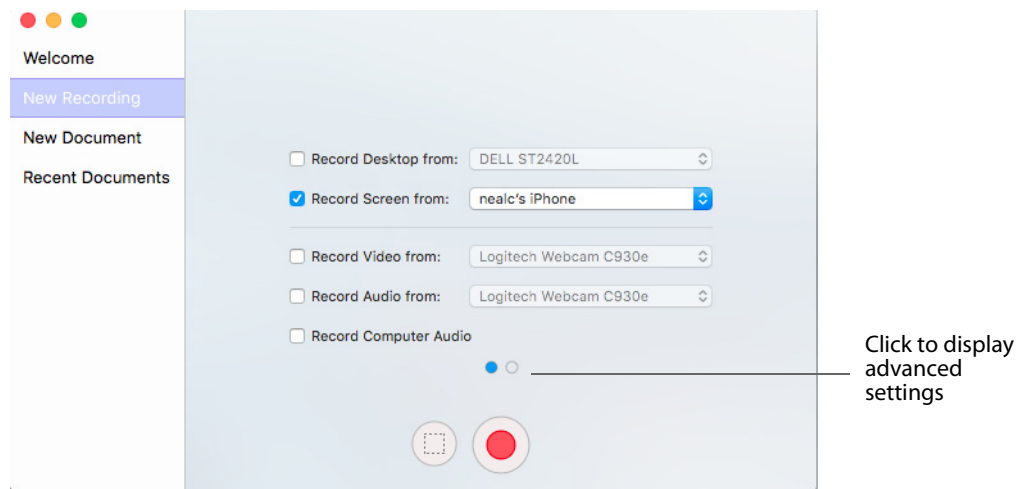 Welcome
New Recording
New Document
Recent Documents
Record Desktop from: DELL ST2420L
Record Screen from: nealc's iPhone
Record Video from: Logitech Webcam C930e
Record Audio from: Logitech Webcam C930e
Record Computer Audio
Click to display
advanced
settings